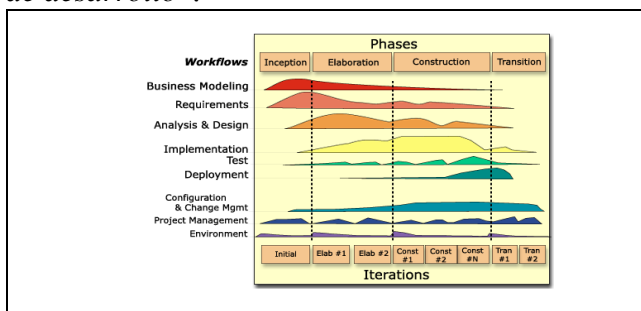 Phases
Workflows Inception Elaboration Construction Transition
Business Modeling
Requirements
Analysis & Design
Implementation
Test
Deployment
Configuration
& Change Mgmt
Project Management
Environment
Initial Elab #1 Elab #2 Const #1 Const #2 Const #N Tran #1 Tran #2
Iterations